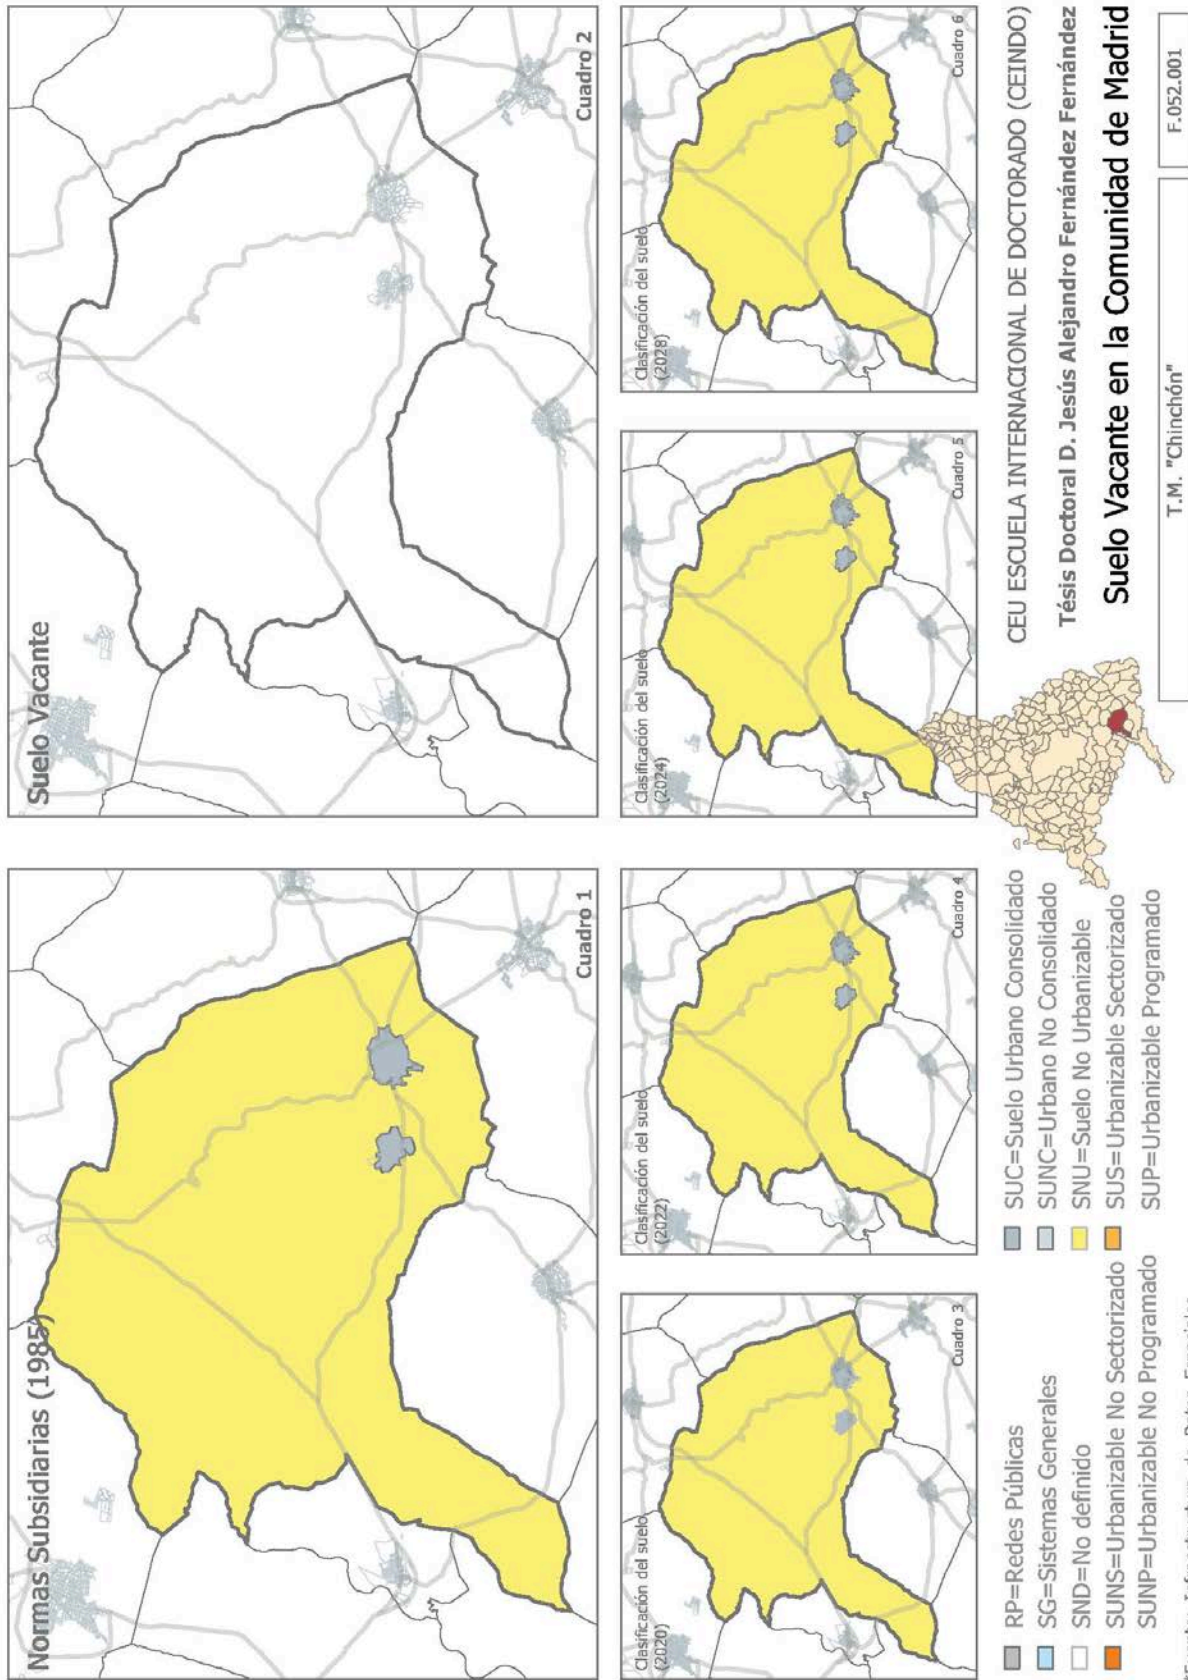 Normas Subsidiarias (1985)
Cuadro 1
Suelo Vacante
Cuadro 2
Clasificación del suelo
(2020)
Cuadro 3
Clasificación del suelo
(2022)
Cuadro 4
Clasificación del suelo
(2024)
Cuadro 5
Clasificación del suelo
(2028)
Cuadro 6
RP=Redes Públicas
SG=Sistemas Generales
SND=No definido
SUNS=Urbanizable No Sectorizado
SUNP=Urbanizable No Programado
SUC=Suelo Urbano Consolidado
SUNC=Urbano No Consolidado
SNU=Suelo No Urbanizable
SUS=Urbanizable Sectorizado
SUP=Urbanizable Programado
CEU ESCUELA INTERNACIONAL DE DOCTORADO (CEINDO)
Tésis Doctoral D. Jesús Alejandro Fernández Fernández
Suelo Vacante en la Comunidad de Madrid
T.M. "Chinchón"
F.052.001